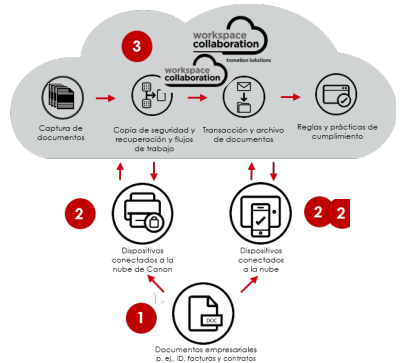 workspace
collaboration
tomation Solutions
3
workspace
collaboration
Captura de
documentos
Copia de seguridad y
recuperación y flujos
de trabajo
Transacción y archivo
de documentos
Reglas y prácticas de
cumplimiento
2
2 2
Dispositivos
conectados a la
nube de Canon
Dispositivos
conectados
a la nube
1
DOC
Documentos empresariales
p. ej., ID, facturas y contratos